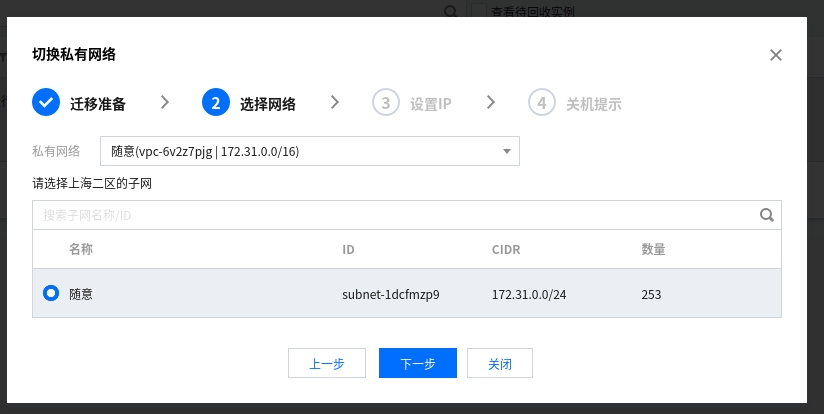 查看待回收实例
切换私有网络
迁移准备
2 选择网络
3 设置IP
4 关机提示
私有网络 随意(vpc-6v2z7pjg | 172.31.0.0/16)
请选择上海二区的子网
搜索子网名称/ID
名称 ID CIDR 数量
随意 subnet-1dcfmzp9 172.31.0.0/24 253
上一步 下一步 关闭